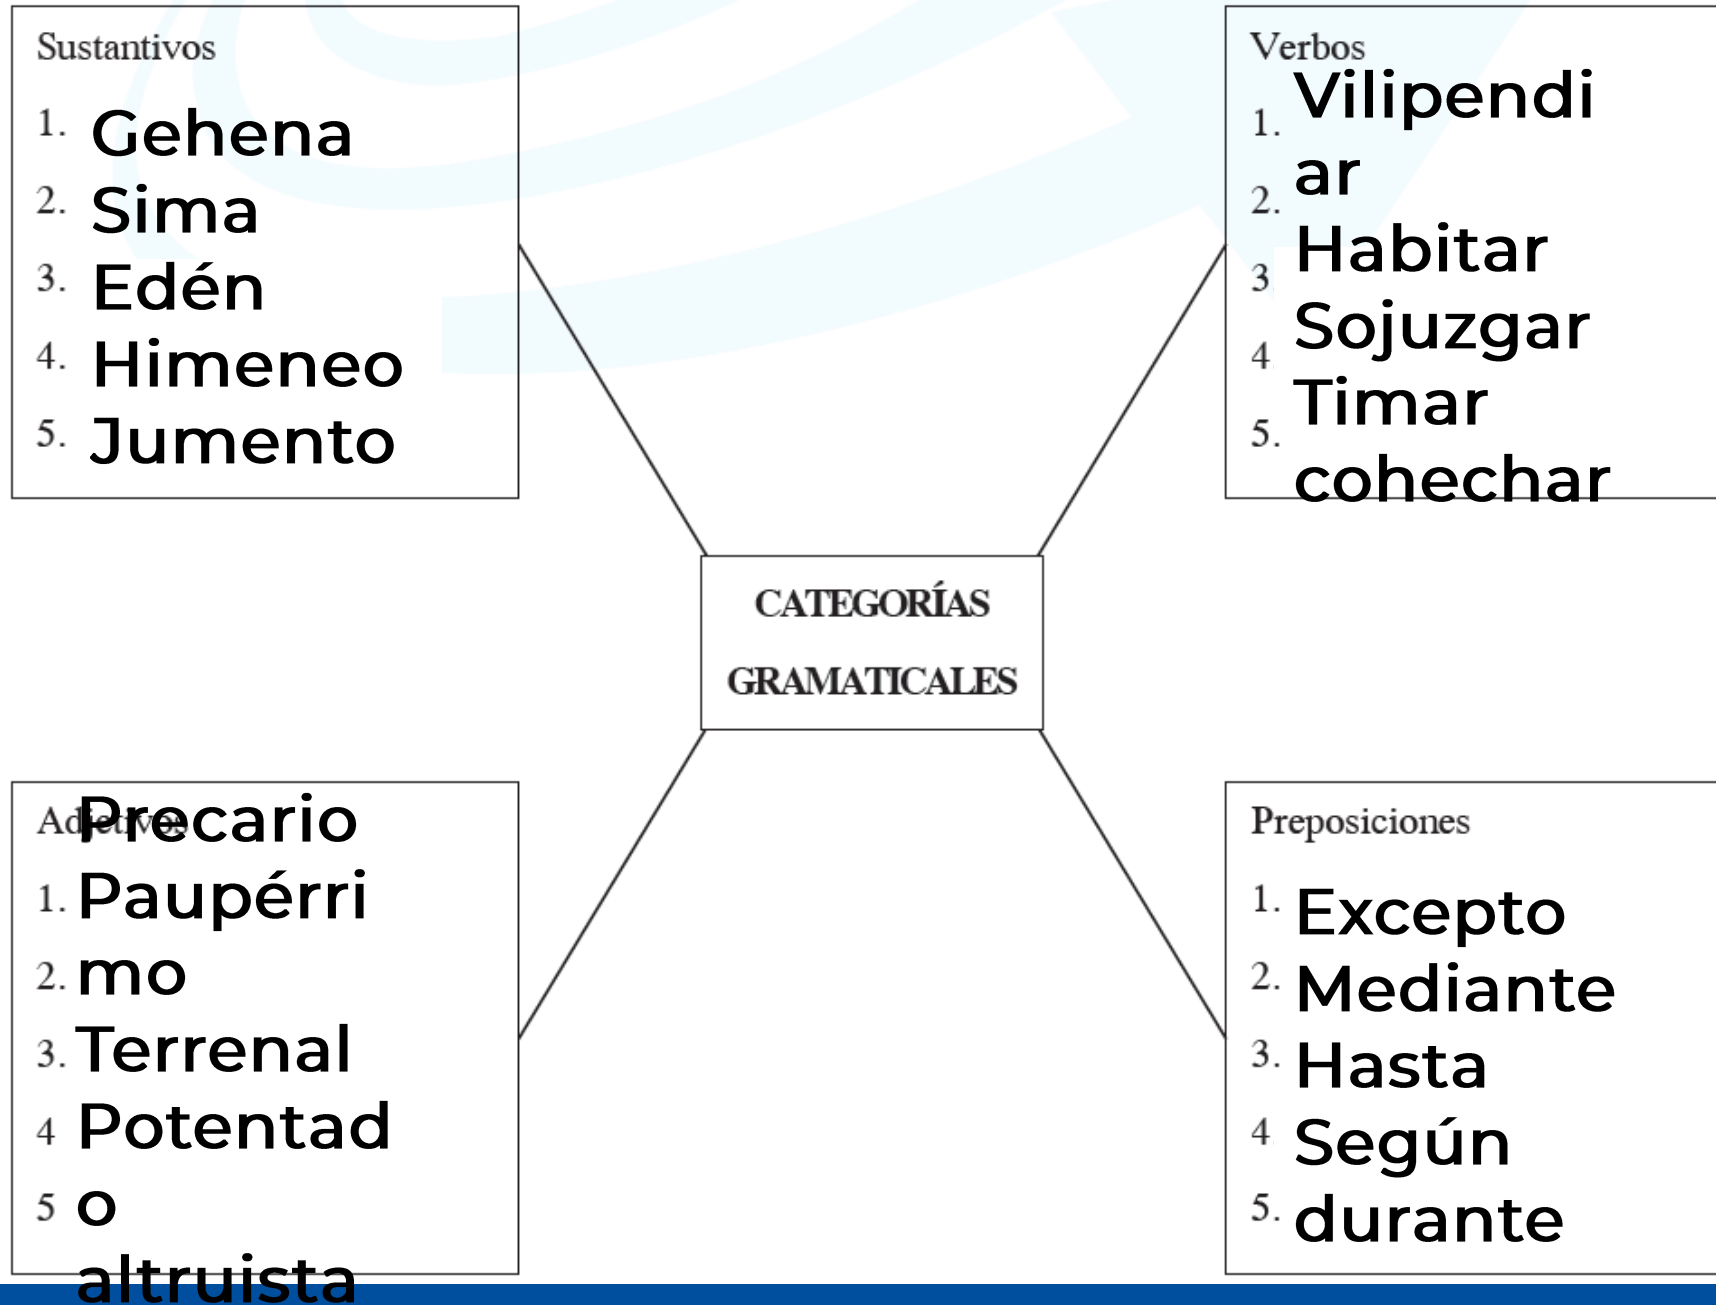 Sustantivos
1. Gehena
2. Sima
3. Edén
4. Himeneo
5. Jumento
Verbos
1. Vilipendi
2. ar
3 Habitar
4 Sojuzgar
5. Timar
cohechar
CATEGORÍAS
GRAMATICALES
Adjetivos
Precario
1. Paupérri
2. mo
3. Terrenal
4 Potentad
5 o
altruista
Preposiciones
1. Excepto
2. Mediante
3. Hasta
4 Según
5. durante